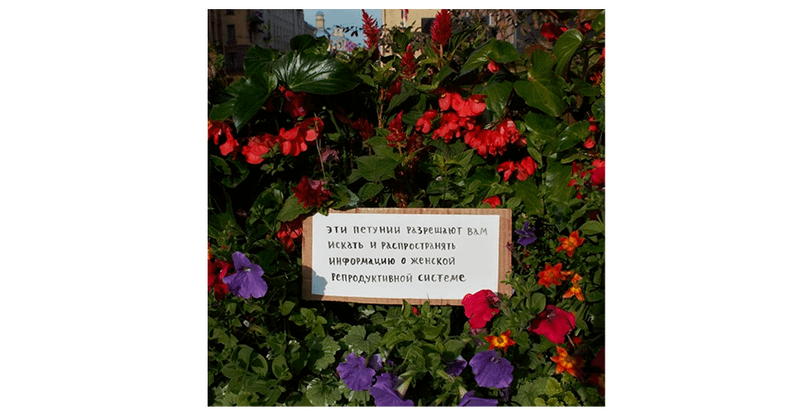 ЭТИ ПЕТУНИИ РАЗРЕШАЮТ ВАМ
ИСКАТЬ И РАСПРОСТРАНЯТЬ
ИНФОРМАЦИЮ О ЖЕНСКОЙ
РЕПРОДУКТИВНОЙ СИСТЕМЕ